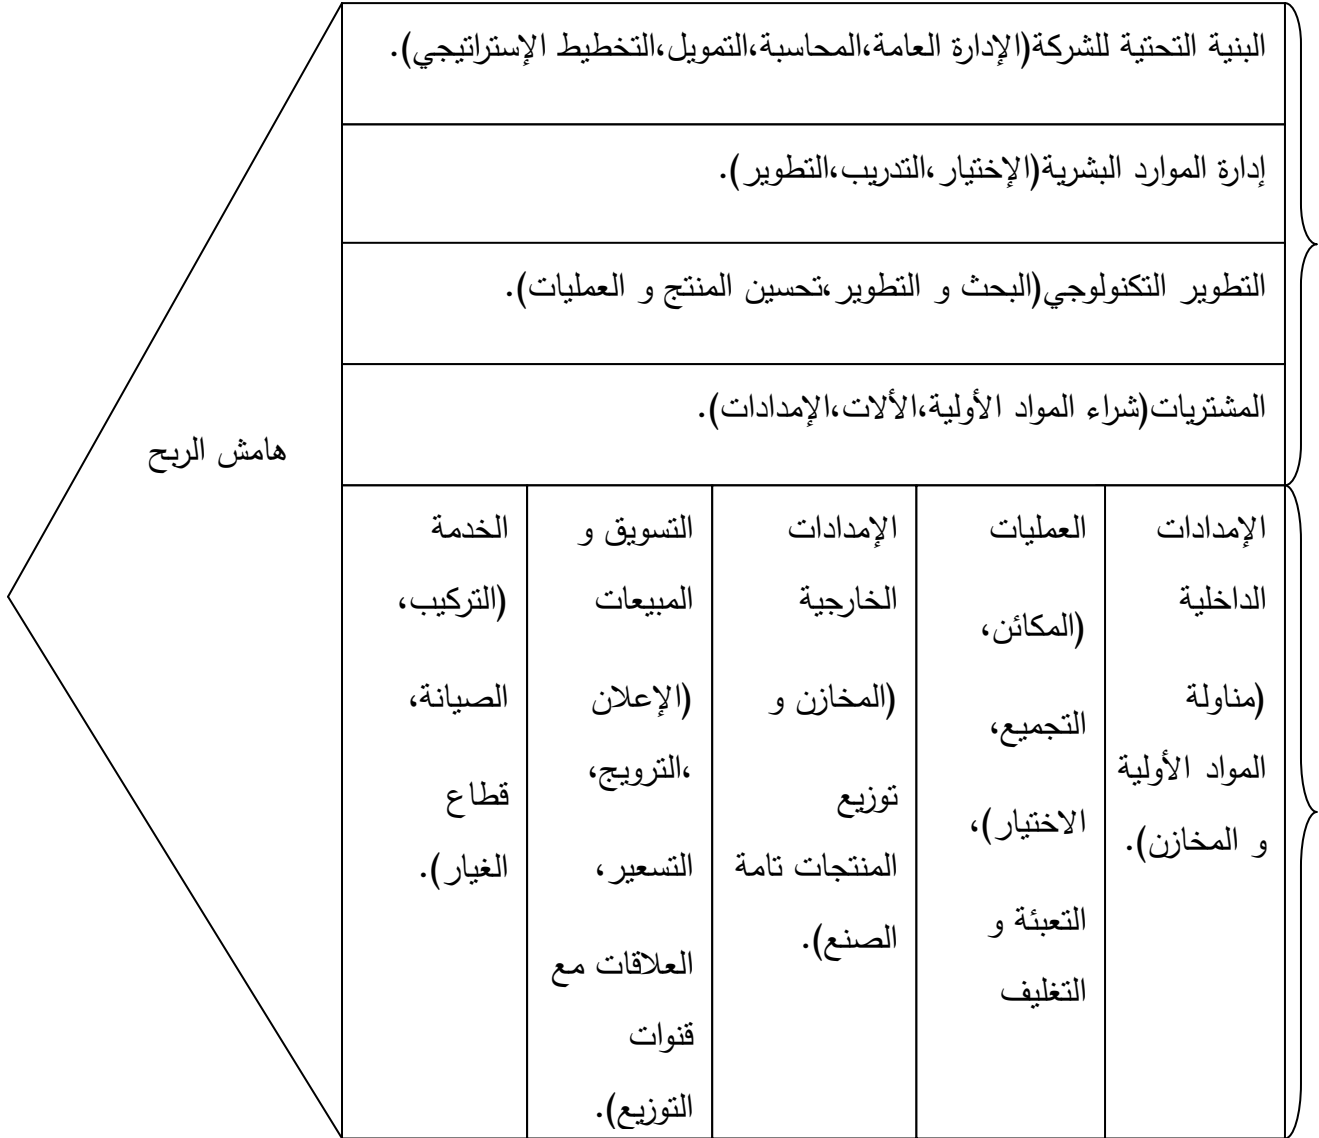 البنية التحتية للشركة(الإدارة العامة،المحاسبة،التمويل،التخطيط الإستراتيجي).
إدارة الموارد البشرية(الإختيار،التدريب،التطوير).
التطوير التكنولوجي(البحث و التطوير،تحسين المنتج و العمليات).
المشتريات(شراء المواد الأولية،الألات،الإمدادات).
الإمدادات
الداخلية
(مناولة
المواد الأولية
و المخازن).
العمليات
(المكائن،
التجميع،
الاختيار)،
التعبئة و
التغليف
الإمدادات
الخارجية
(المخازن و
توزيع
المنتجات تامة
الصنع).
التسويق و
المبيعات
(الإعلان
،الترويج،
التسعير،
العلاقات مع
قنوات
التوزيع).
الخدمة
(التركيب،
الصيانة،
قطاع
الغيار).
هامش الربح